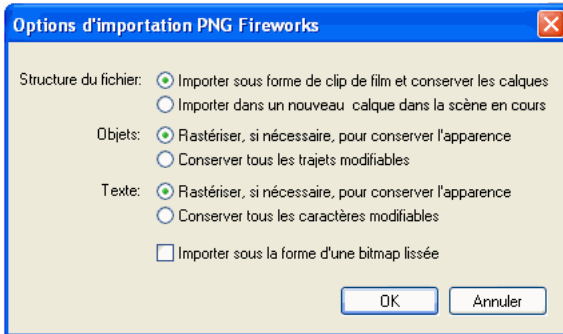 Options d'importation PNG Fireworks
Structure du fichier: Importer sous forme de clip de film et conserver les calques
Importer dans un nouveau calque dans la scène en cours
Objets: Rastériser, si nécessaire, pour conserver l'apparence
Conserver tous les trajets modifiables
Texte: Rastériser, si nécessaire, pour conserver l'apparence
Conserver tous les caractères modifiables
Importer sous la forme d'une bitmap lissée
OK Annuler